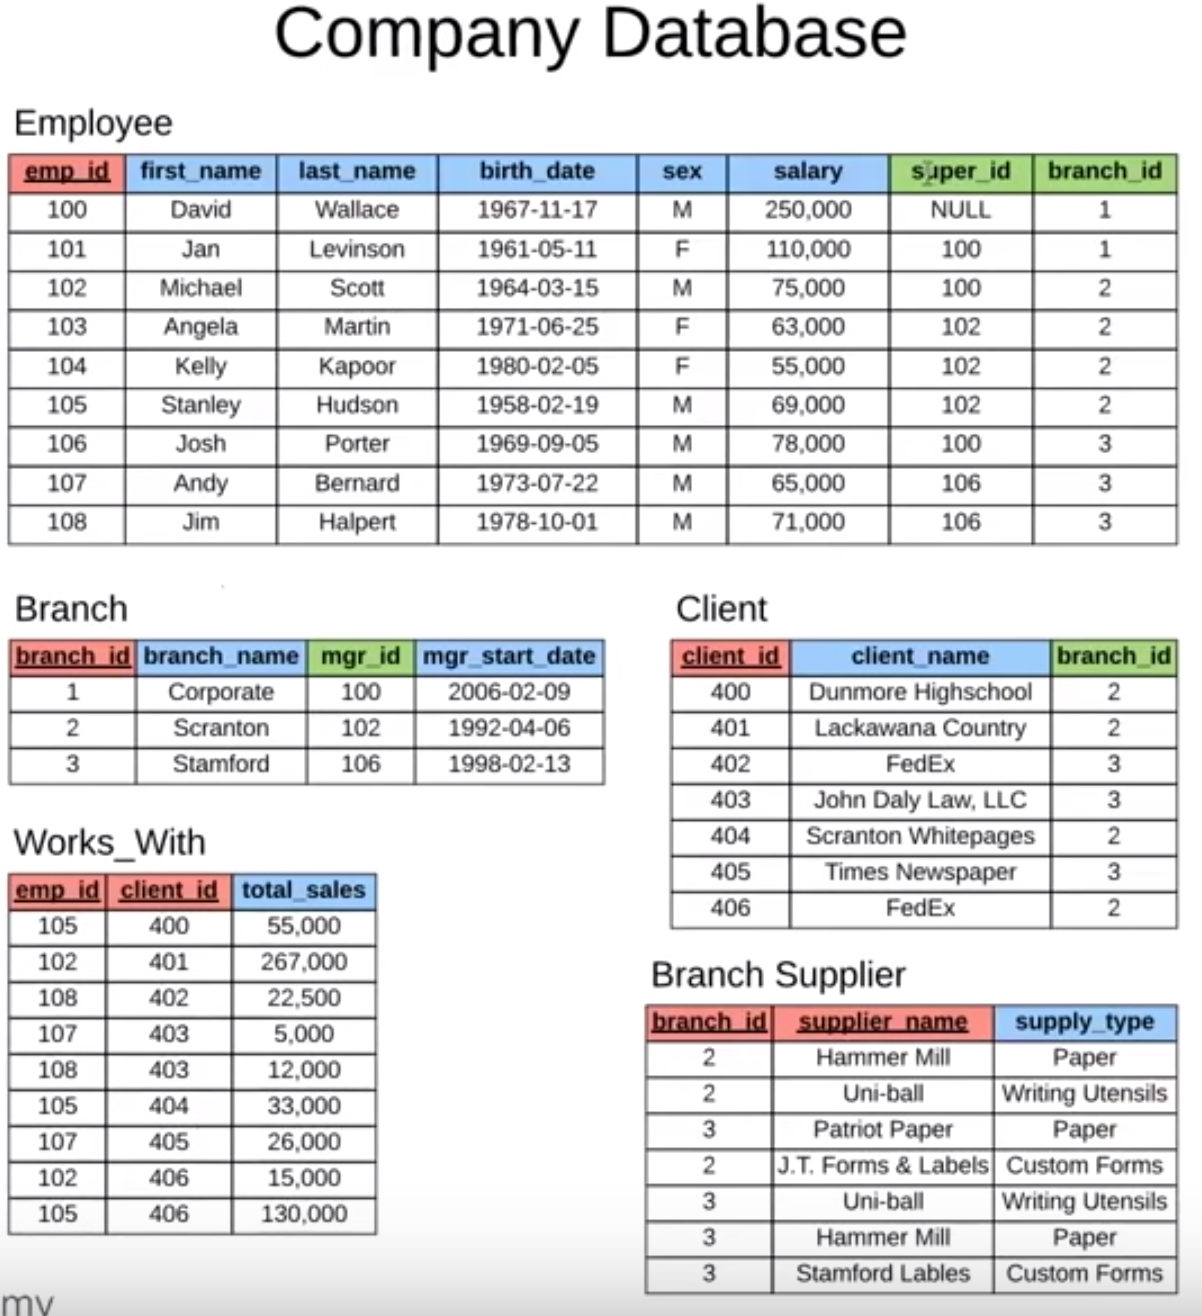 Company Database
Employee
emp_id first_name last_name birth_date sex salary super_id branch_id
100 David Wallace 1967-11-17 M 250,000 NULL 1
101 Jan Levinson 1961-05-11 F 110,000 100 1
102 Michael Scott 1964-03-15 M 75,000 100 2
103 Angela Martin 1971-06-25 F 63,000 102 2
104 Kelly Kapoor 1980-02-05 F 55,000 102 2
105 Stanley Hudson 1958-02-19 M 69,000 102 2
106 Josh Porter 1969-09-05 M 78,000 100 3
107 Andy Bernard 1973-07-22 M 65,000 106 3
108 Jim Halpert 1978-10-01 M 71,000 106 3
Branch
branch_id branch_name mgr_id mgr_start_date
1 Corporate 100 2006-02-09
2 Scranton 102 1992-04-06
3 Stamford 106 1998-02-13
Client
client_id client_name branch_id
400 Dunmore Highschool 2
401 Lackawana Country 2
402 FedEx 3
403 John Daly Law, LLC 3
404 Scranton Whitepages 2
405 Times Newspaper 3
406 FedEx 2
Works_With
emp_id client_id total_sales
105 400 55,000
102 401 267,000
108 402 22,500
107 403 5,000
108 403 12,000
105 404 33,000
107 405 26,000
102 406 15,000
105 406 130,000
Branch Supplier
branch_id supplier_name supply_type
2 Hammer Mill Paper
2 Uni-ball Writing Utensils
3 Patriot Paper Paper
2 J.T. Forms & Labels Custom Forms
3 Uni-ball Writing Utensils
3 Hammer Mill Paper
3 Stamford Lables Custom Forms
my